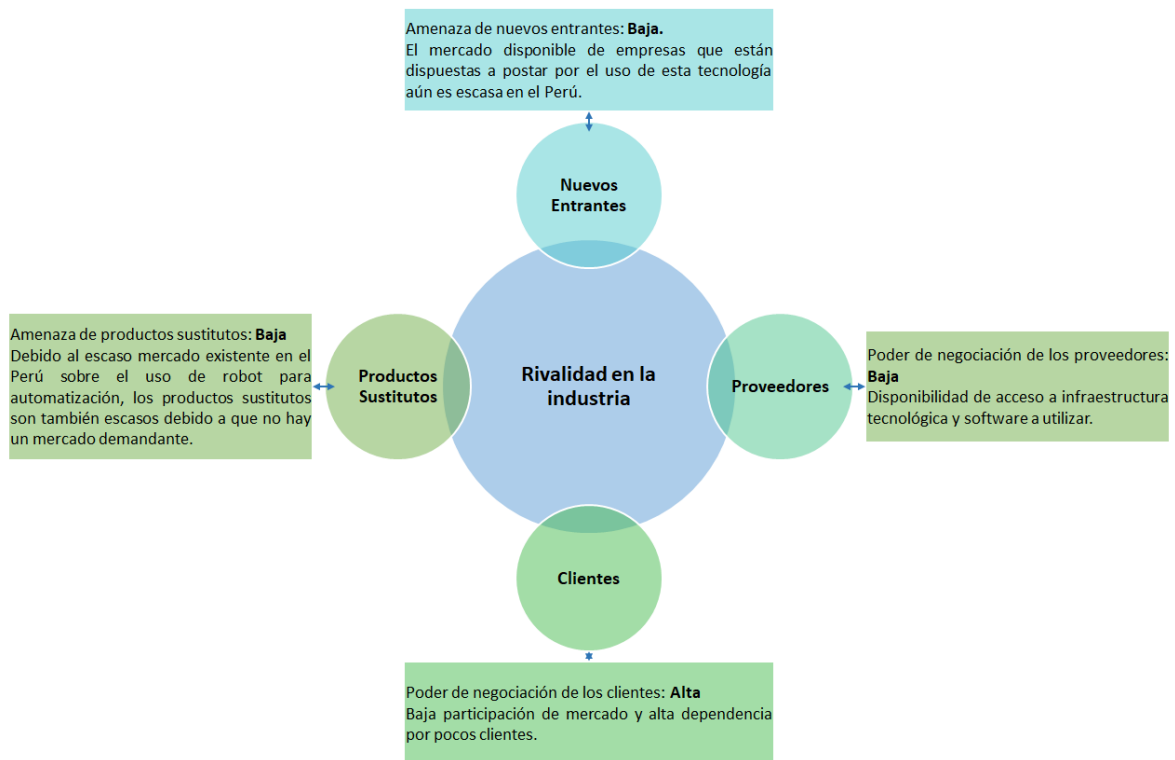 Amenaza de nuevos entrantes: Baja.
El mercado disponible de empresas que están
dispuestas a postar por el uso de esta tecnología
aún es escasa en el Perú.
Nuevos
Entrantes
Amenaza de productos sustitutos: Baja
Debido al escaso mercado existente en el
Perú sobre el uso de robot para
automatización, los productos sustitutos
son también escasos debido a que no hay
un mercado demandante.
Productos
Sustitutos
Rivalidad en la
industria
Proveedores
Poder de negociación de los proveedores:
Baja
Disponibilidad de acceso a infraestructura
tecnológica y software a utilizar.
Clientes
Poder de negociación de los clientes: Alta
Baja participación de mercado y alta dependencia
por pocos clientes.